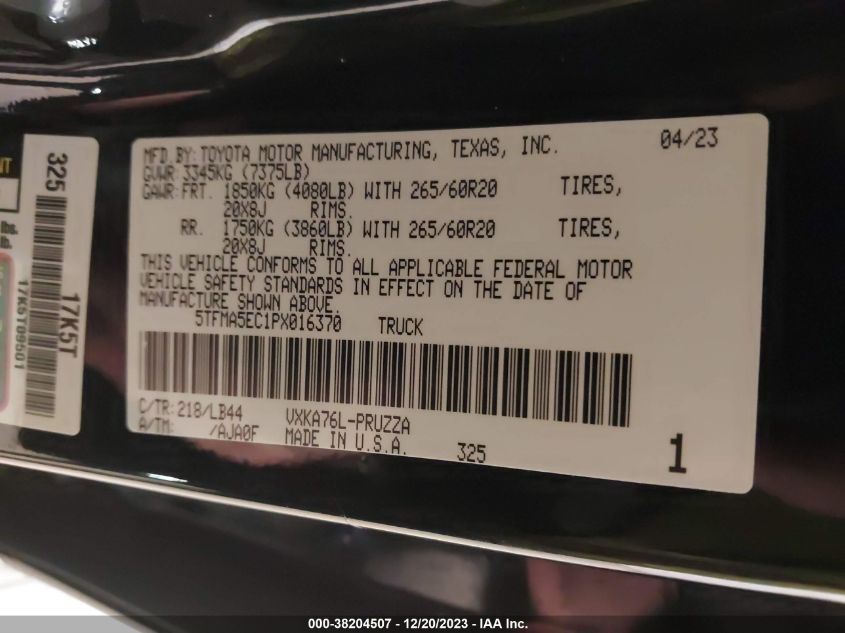 MFD.BY:TOYOTA MOTOR MANUFACTURING, TEXAS, INC. 04/23
GVWR:3345KG (7375LB)
GAWR:FRT. 1850KG (4080LB) WITH 265/60R20 TIRES,
20X8J RIMS.
RR. 1750KG (3860LB) WITH 265/60R20 TIRES,
20X8J RIMS.
THIS VEHICLE CONFORMS TO ALL APPLICABLE FEDERAL MOTOR
VEHICLE SAFETY STANDARDS IN EFFECT ON THE DATE OF
MANUFACTURE SHOWN ABOVE.
5TFMA5EC1PX016370 TRUCK
C/TR:218/LB44 VXKA76L-PRUZZA
A/TM: /AJA0F MADE IN U.S.A. 325 1
325
17K5T
17K5T09501
lbs.
lb.
000-38204507 - 12/20/2023 - IAA Inc.